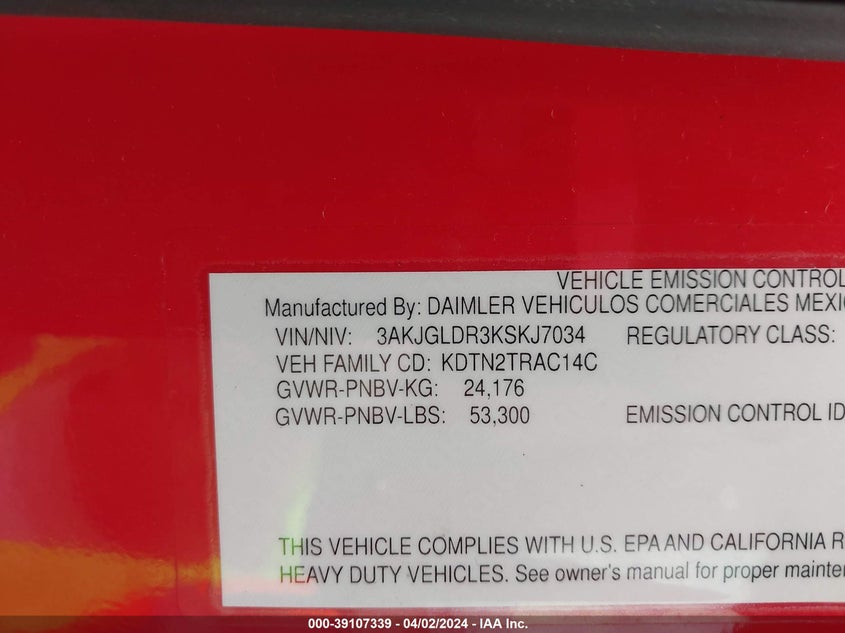 VEHICLE EMISSION CONTROL
Manufactured By: DAIMLER VEHICULOS COMERCIALES MEXI
VIN/NIV: 3AKJGLDR3KSKJ7034 REGULATORY CLASS:
VEH FAMILY CD: KDTN2TRAC14C
GVWR-PNBV-KG: 24,176
GVWR-PNBV-LBS: 53,300 EMISSION CONTROL ID
THIS VEHICLE COMPLIES WITH U.S. EPA AND CALIFORNIA R
HEAVY DUTY VEHICLES. See owner's manual for proper mainten
000-39107339 - 04/02/2024 - IAA Inc.